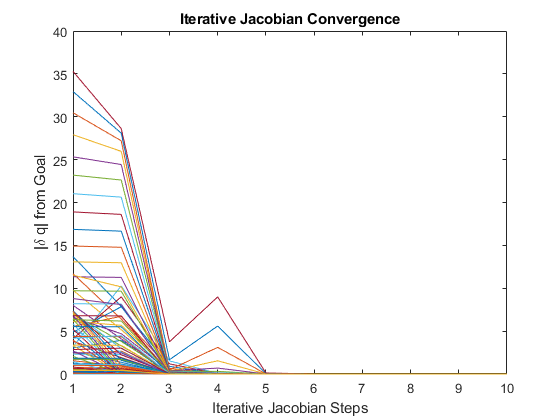 Iterative Jacobian Convergence
40
35
30
25
20
15
10
5
0
|δ q| from Goal
1 2 3 4 5 6 7 8 9 10
Iterative Jacobian Steps